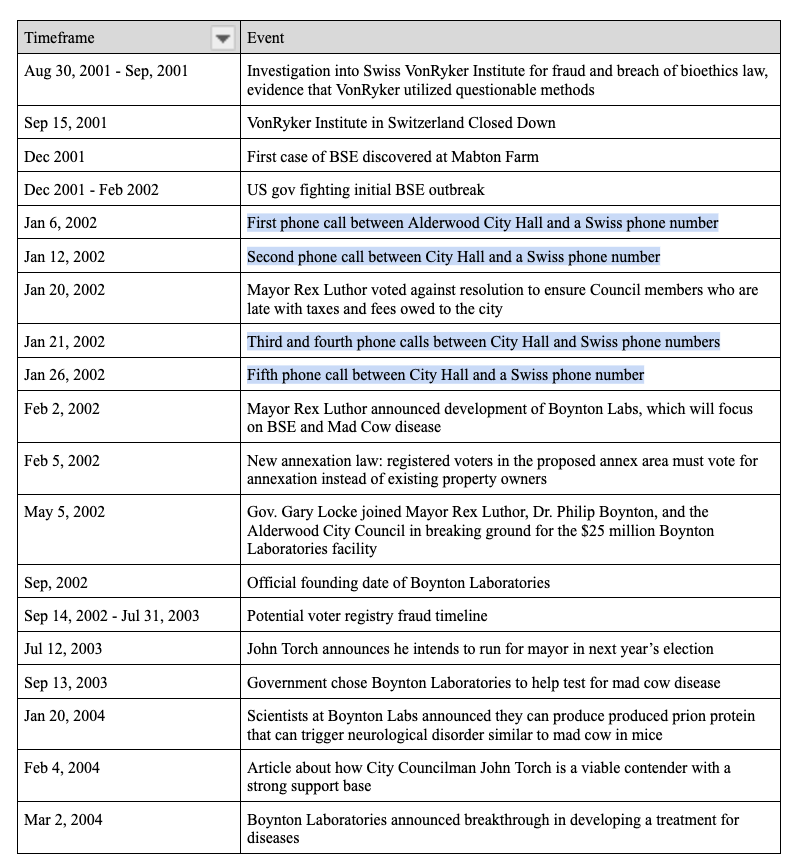 Timeframe Event
Aug 30, 2001 - Sep, 2001 Investigation into Swiss VonRyker Institute for fraud and breach of bioethics law,
evidence that VonRyker utilized questionable methods
Sep 15, 2001 VonRyker Institute in Switzerland Closed Down
Dec 2001 First case of BSE discovered at Mabton Farm
Dec 2001 - Feb 2002 US gov fighting initial BSE outbreak
Jan 6, 2002 First phone call between Alderwood City Hall and a Swiss phone number
Jan 12, 2002 Second phone call between City Hall and a Swiss phone number
Jan 20, 2002 Mayor Rex Luthor voted against resolution to ensure Council members who are
late with taxes and fees owed to the city
Jan 21, 2002 Third and fourth phone calls between City Hall and Swiss phone numbers
Jan 26, 2002 Fifth phone call between City Hall and a Swiss phone number
Feb 2, 2002 Mayor Rex Luthor announced development of Boynton Labs, which will focus
on BSE and Mad Cow disease
Feb 5, 2002 New annexation law: registered voters in the proposed annex area must vote for
annexation instead of existing property owners
May 5, 2002 Gov. Gary Locke joined Mayor Rex Luthor, Dr. Philip Boynton, and the
Alderwood City Council in breaking ground for the $25 million Boynton
Laboratories facility
Sep, 2002 Official founding date of Boynton Laboratories
Sep 14, 2002 - Jul 31, 2003 Potential voter registry fraud timeline
Jul 12, 2003 John Torch announces he intends to run for mayor in next year’s election
Sep 13, 2003 Government chose Boynton Laboratories to help test for mad cow disease
Jan 20, 2004 Scientists at Boynton Labs announced they can produce produced prion protein
that can trigger neurological disorder similar to mad cow in mice
Feb 4, 2004 Article about how City Councilman John Torch is a viable contender with a
strong support base
Mar 2, 2004 Boynton Laboratories announced breakthrough in developing a treatment for
diseases